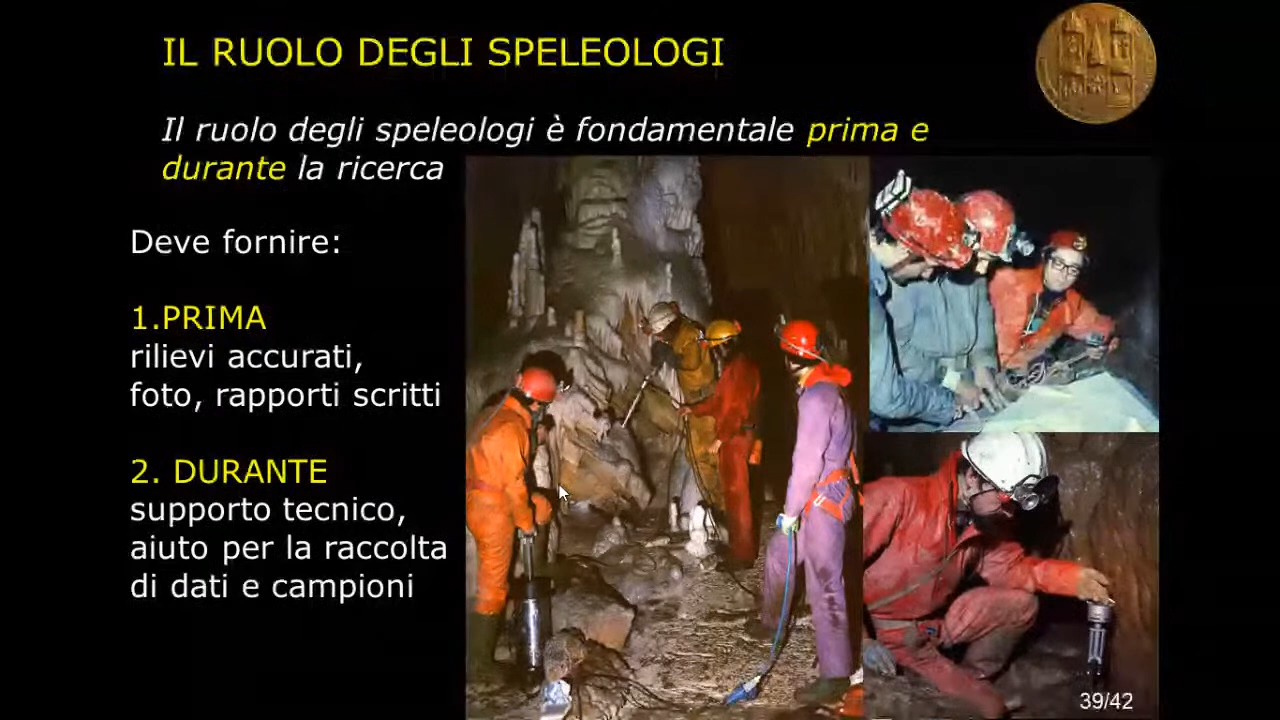 IL RUOLO DEGLI SPELEOLOGI
Il ruolo degli speleologi è fondamentale prima e
durante la ricerca
Deve fornire:
1.PRIMA
rilievi accurati,
foto, rapporti scritti
2. DURANTE
supporto tecnico,
aiuto per la raccolta
di dati e campioni
39/42